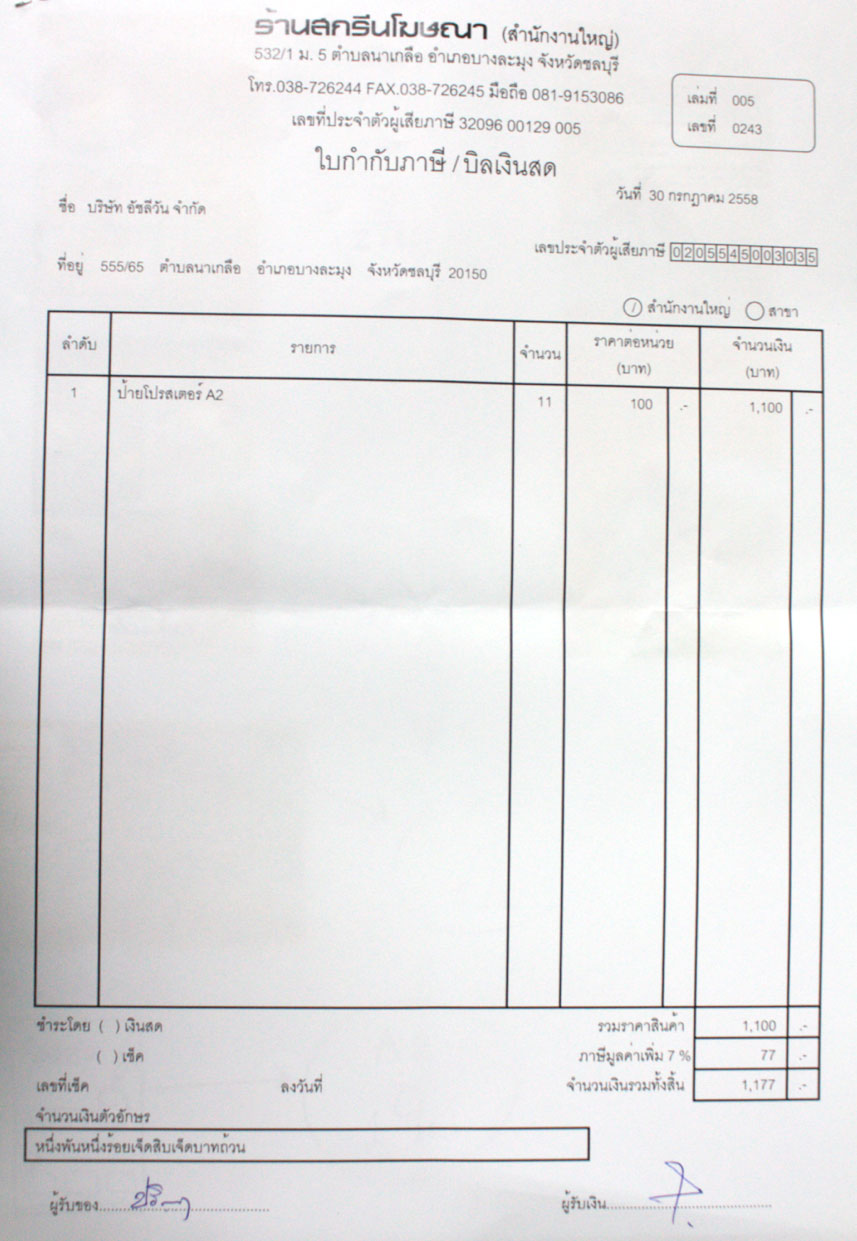 ร้านสกรีนโฆษณา (สำนักงานใหญ่)
532/1 ม. 5 ตำบลนาเกลือ อำเภอบางละมุง จังหวัดชลบุรี
โทร.038-726244 FAX.038-726245 มือถือ 081-9153086
เลขที่ประจำตัวผู้เสียภาษี 32096 00129 005
เล่มที่ 005
เลขที่ 0243
ใบกำกับภาษี / บิลเงินสด
วันที่ 30 กรกฎาคม 2558
ชื่อ บริษัท อัชลีวัน จำกัด
เลขประจำตัวผู้เสียภาษี 0205545003035
ที่อยู่ 555/65 ตำบลนาเกลือ อำเภอบางละมุง จังหวัดชลบุรี 20150
(/) สำนักงานใหญ่ ◯ สาขา
ลำดับ รายการ จำนวน ราคาต่อหน่วย (บาท) จำนวนเงิน (บาท)
1 ป้ายโปรสเตอร์ A2 11 100 .- 1,100 .-
ชำระโดย ( ) เงินสด รวมราคาสินค้า 1,100 .-
( ) เช็ค ภาษีมูลค่าเพิ่ม 7 % 77 .-
เลขที่เช็ค ลงวันที่ จำนวนเงินรวมทั้งสิ้น 1,177 .-
จำนวนเงินตัวอักษร
หนึ่งพันหนึ่งร้อยเจ็ดสิบเจ็ดบาทถ้วน
ผู้รับของ.................................. ผู้รับเงิน..................................